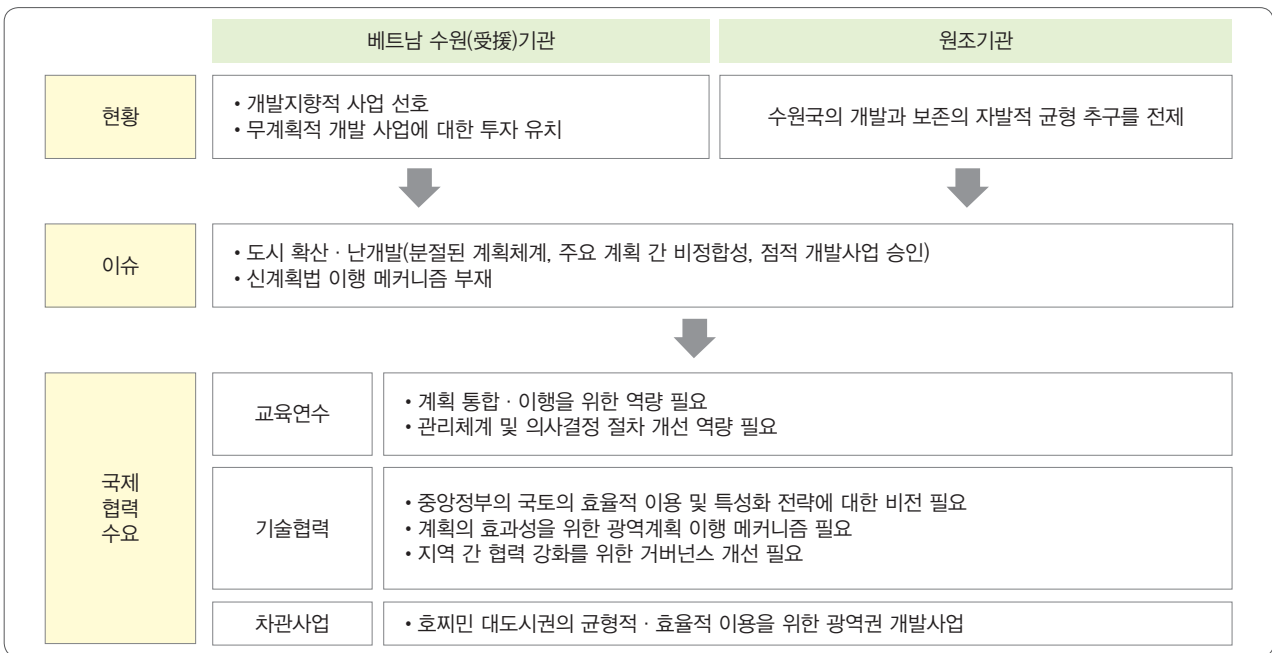 베트남 수원(受援)기관
원조기관
현황
• 개발지향적 사업 선호
• 무계획적 개발 사업에 대한 투자 유치
수원국의 개발과 보존의 자발적 균형 추구를 전제
이슈
• 도시 확산 · 난개발(분절된 계획체계, 주요 계획 간 비정합성, 점적 개발사업 승인)
• 신계획법 이행 메커니즘 부재
국제
협력
수요
교육연수
• 계획 통합 · 이행을 위한 역량 필요
• 관리체계 및 의사결정 절차 개선 역량 필요
기술협력
• 중앙정부의 국토의 효율적 이용 및 특성화 전략에 대한 비전 필요
• 계획의 효과성을 위한 광역계획 이행 메커니즘 필요
• 지역 간 협력 강화를 위한 거버넌스 개선 필요
차관사업
• 호찌민 대도시권의 균형적 · 효율적 이용을 위한 광역권 개발사업